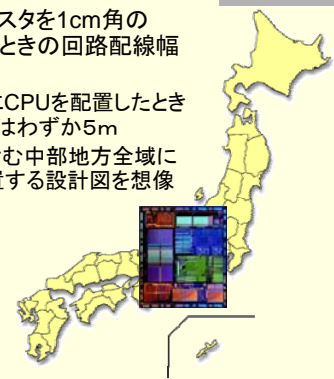 スタを1cm角の
ときの回路配線幅
CPUを配置したとき
はわずか5m
む中部地方全域に
置する設計図を想像